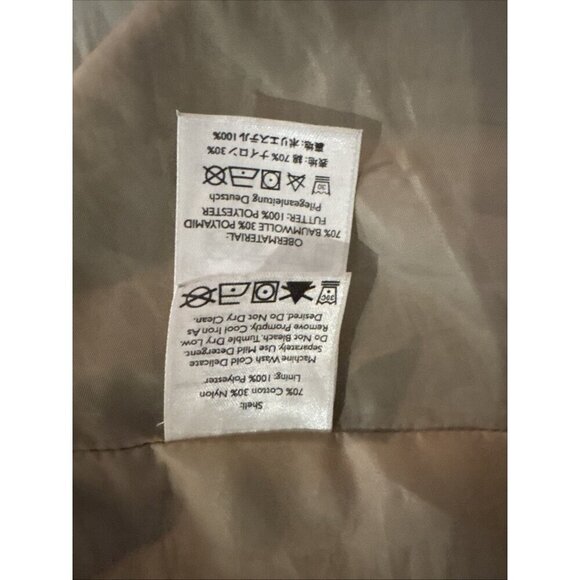 Shell:
70% Cotton 30% Nylon
Lining: 100% Polyester
Machine Wash Cold Delicate
Separately, Use Mild Detergent.
Do Not Bleach, Tumble Dry Low,
Remove Promptly, Cool Iron As
Desired, Do Not Dry Clean.
OBERMATERIAL:
70% BAUMWOLLE 30% POLYAMID
FUTTER: 100% POLYESTER
Pflegeanleitung Deutsch
30
表地: 綿 70% ナイロン 30%
裏地: ポリエステル 100%